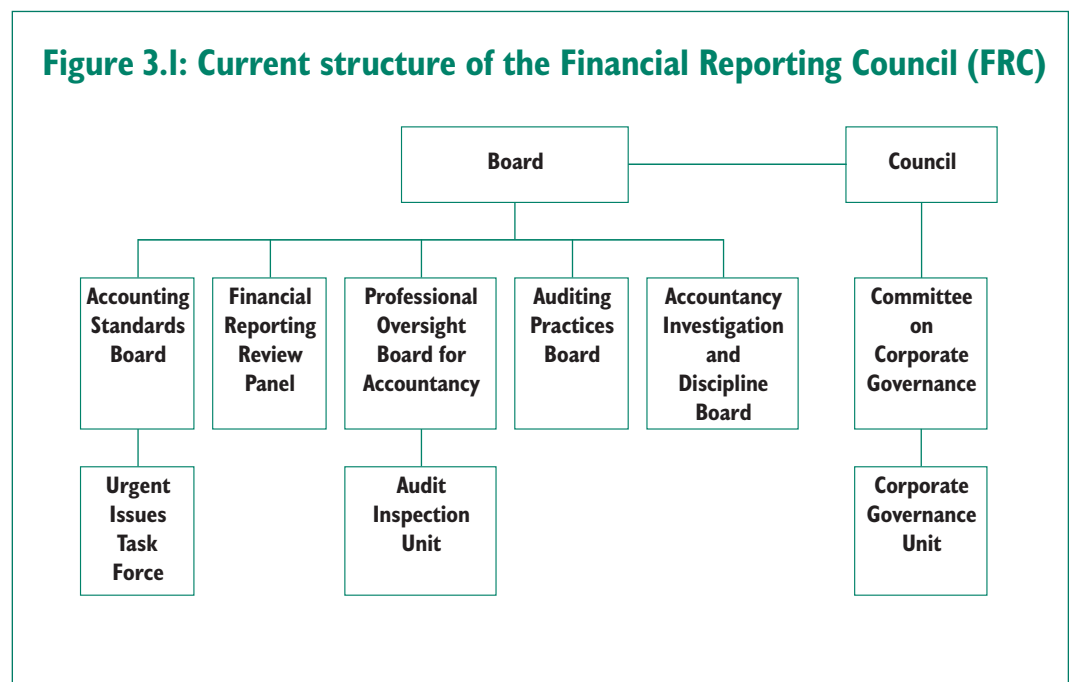 Figure 3.1: Current structure of the Financial Reporting Council (FRC)
Board
Council
Accounting
Standards
Board
Financial
Reporting
Review
Panel
Professional
Oversight
Board for
Accountancy
Auditing
Practices
Board
Accountancy
Investigation
and
Discipline
Board
Committee
on
Corporate
Governance
Urgent
Issues
Task
Force
Audit
Inspection
Unit
Corporate
Governance
Unit